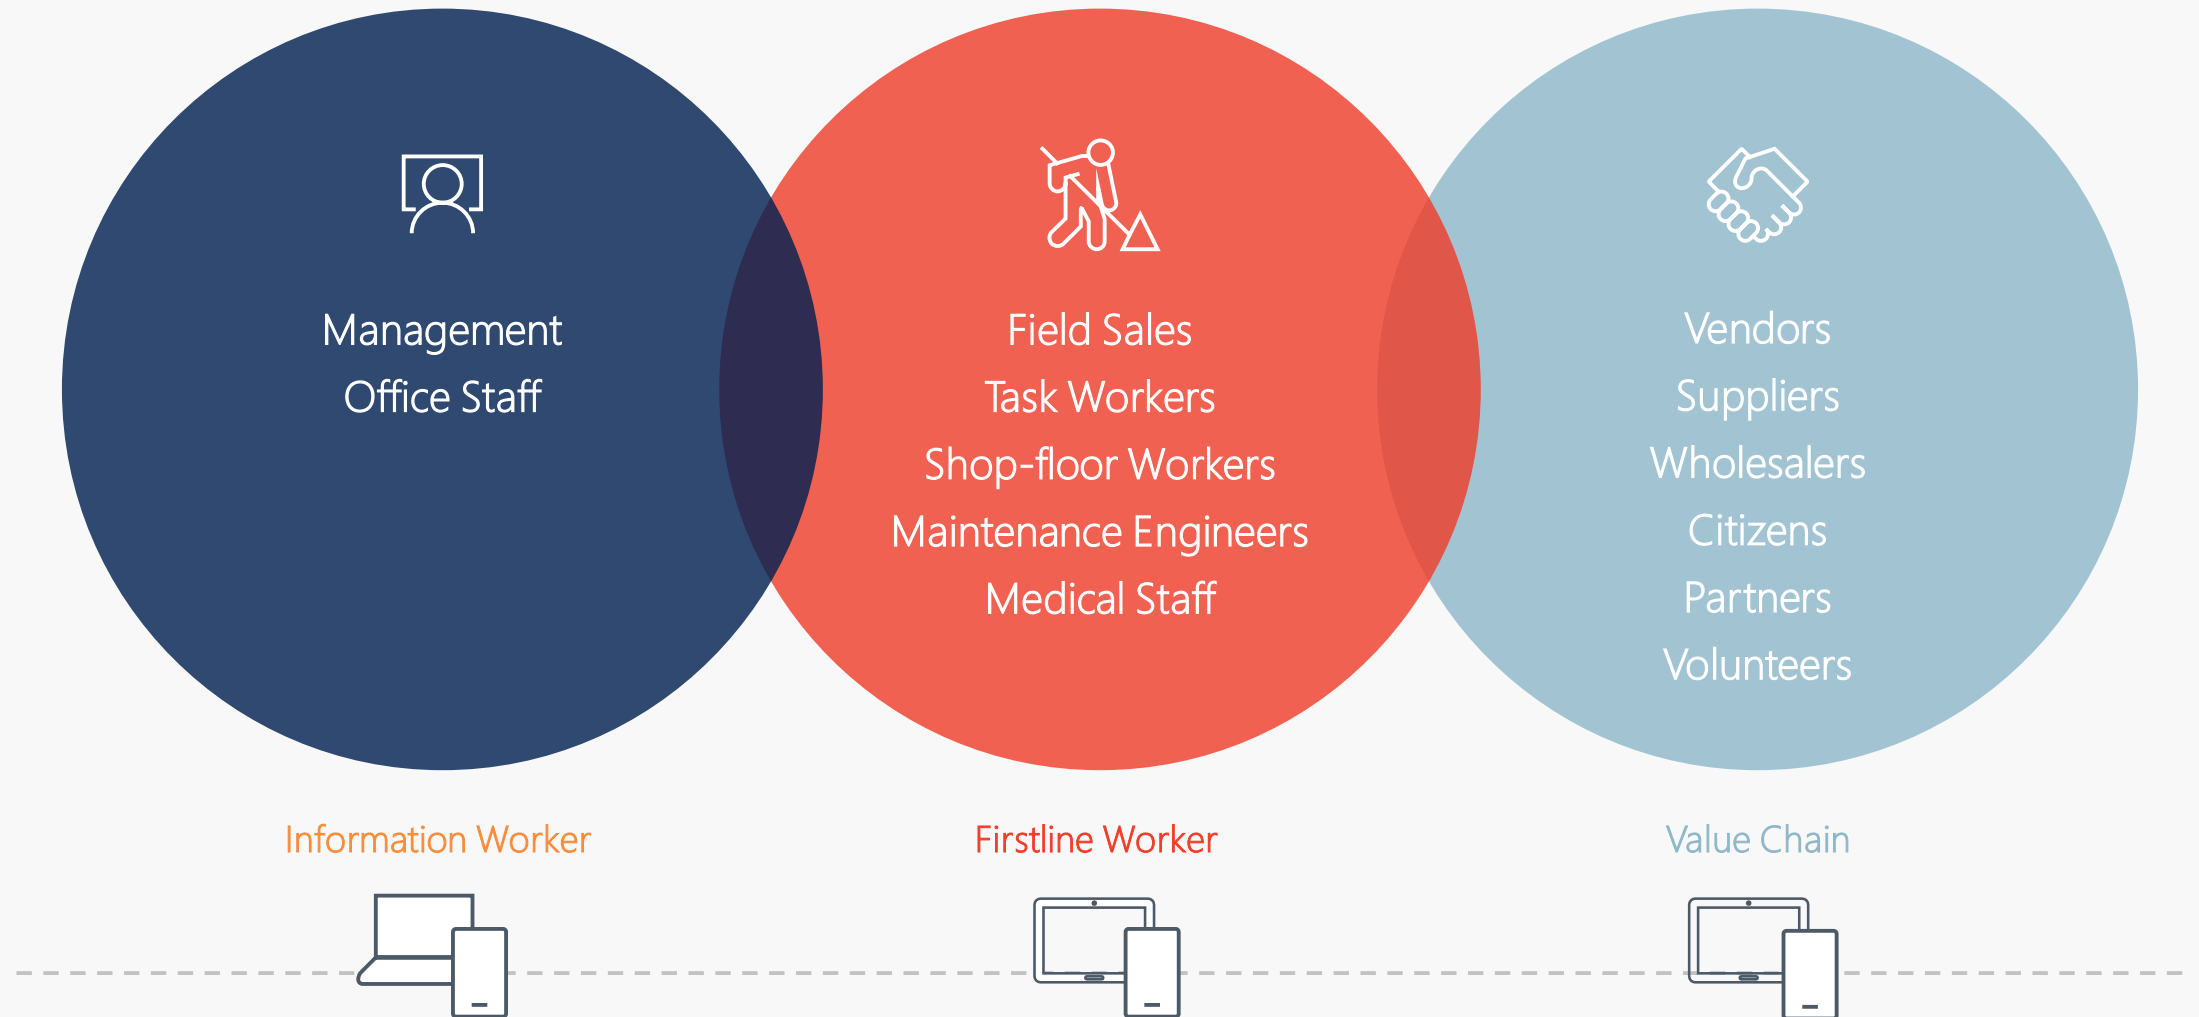 Management
Office Staff
Field Sales
Task Workers
Shop-floor Workers
Maintenance Engineers
Medical Staff
Vendors
Suppliers
Wholesalers
Citizens
Partners
Volunteers
Information Worker
Firstline Worker
Value Chain